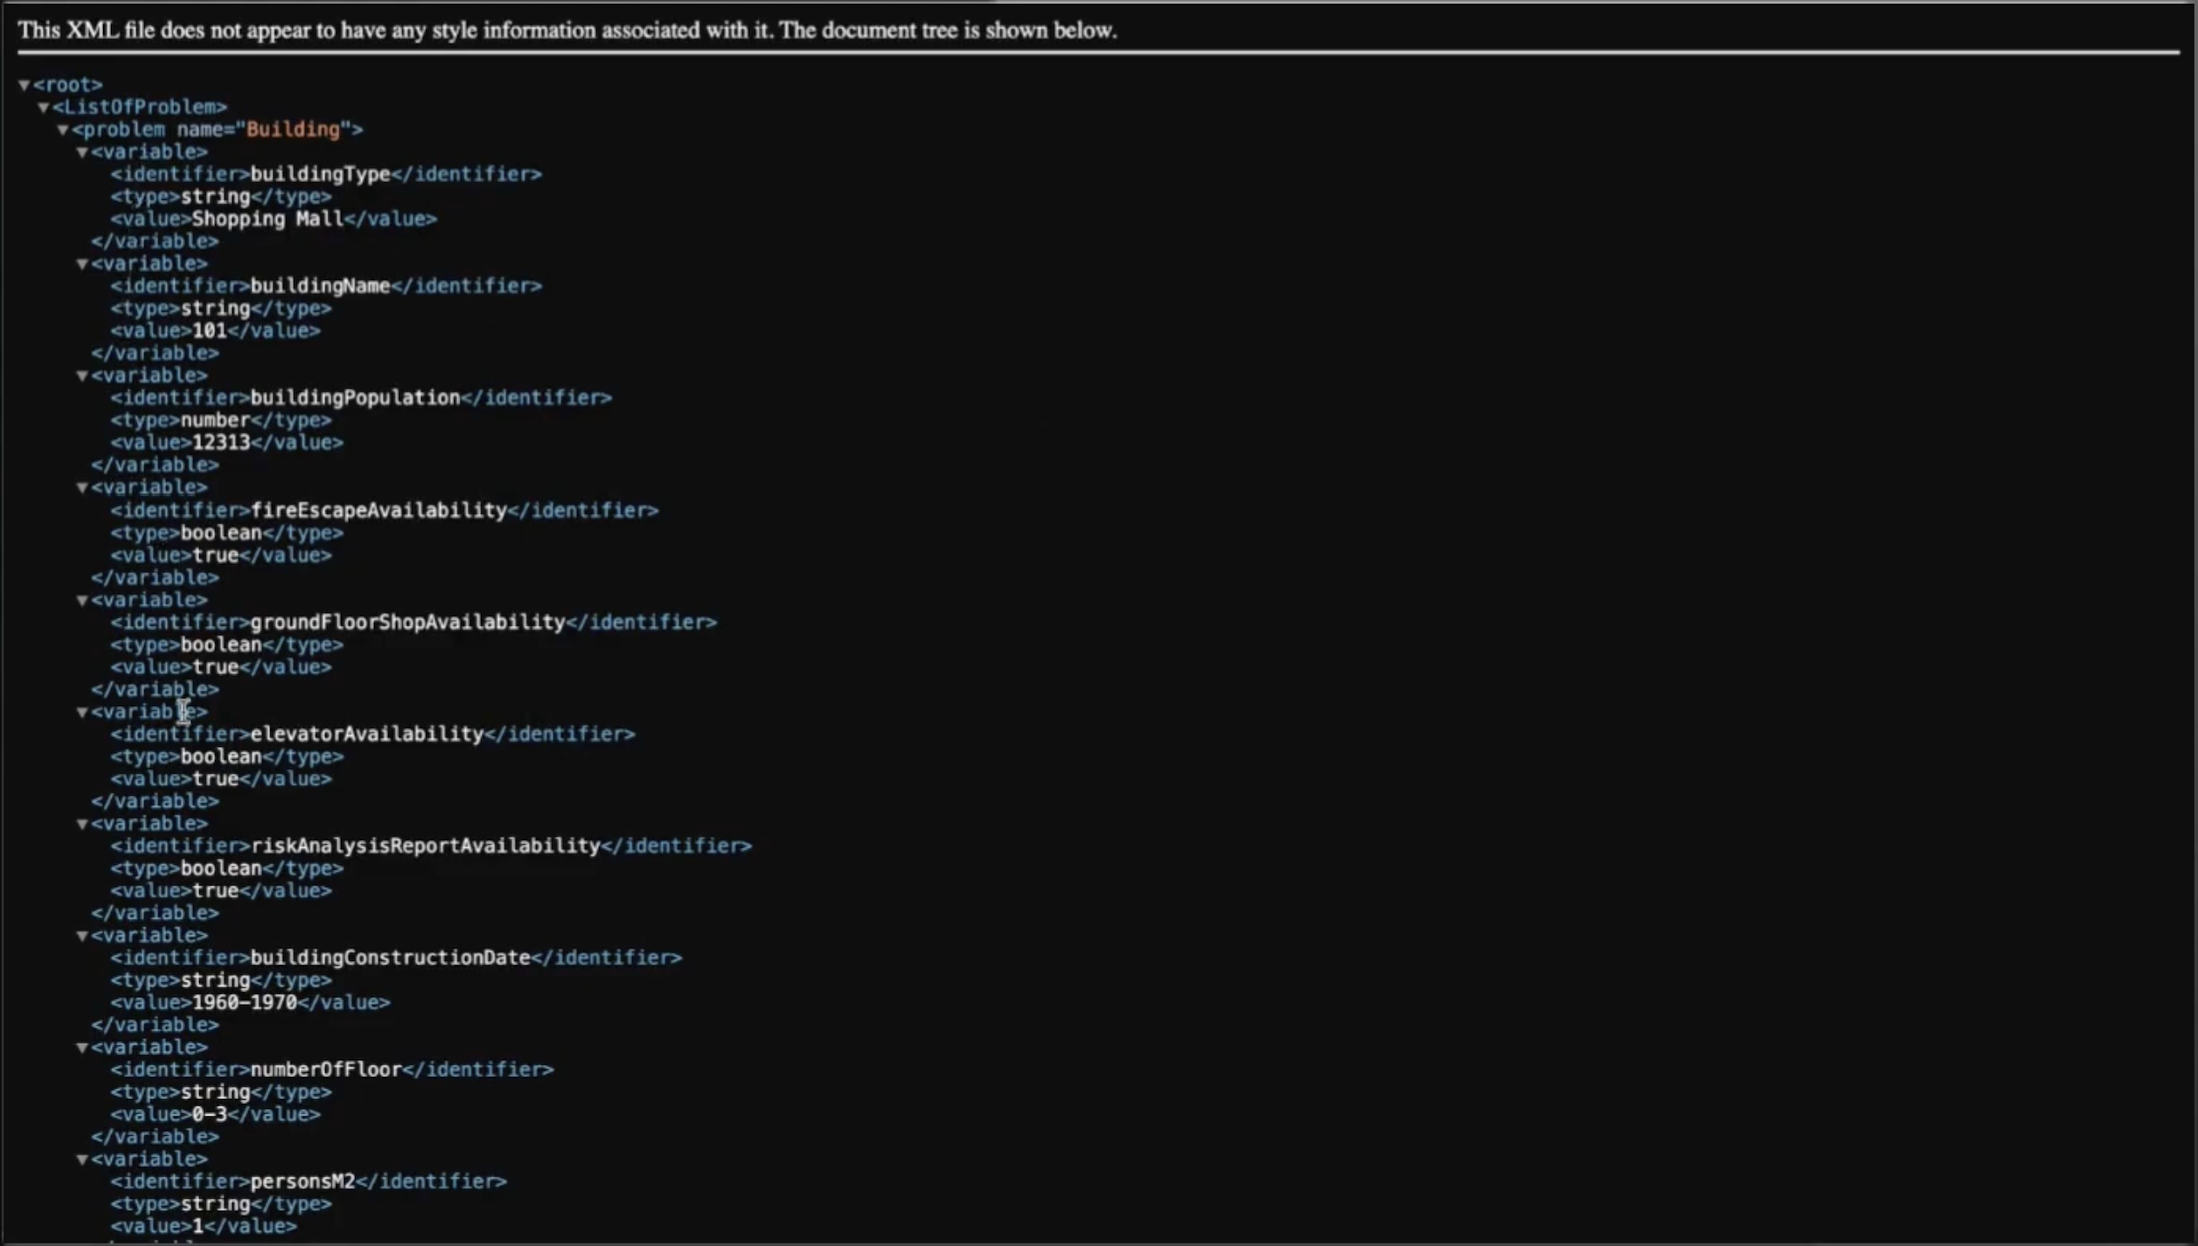 This XML file does not appear to have any style information associated with it. The document tree is shown below.
▼<root>
▼<ListOfProblem>
▼<problem name="Building">
▼<variable>
<identifier>buildingType</identifier>
<type>string</type>
<value>Shopping Mall</value>
</variable>
▼<variable>
<identifier>buildingName</identifier>
<type>string</type>
<value>101</value>
</variable>
▼<variable>
<identifier>buildingPopulation</identifier>
<type>number</type>
<value>12313</value>
</variable>
▼<variable>
<identifier>fireEscapeAvailability</identifier>
<type>boolean</type>
<value>true</value>
</variable>
▼<variable>
<identifier>groundFloorShopAvailability</identifier>
<type>boolean</type>
<value>true</value>
</variable>
▼<variable>
<identifier>elevatorAvailability</identifier>
<type>boolean</type>
<value>true</value>
</variable>
▼<variable>
<identifier>riskAnalysisReportAvailability</identifier>
<type>boolean</type>
<value>true</value>
</variable>
▼<variable>
<identifier>buildingConstructionDate</identifier>
<type>string</type>
<value>1960-1970</value>
</variable>
▼<variable>
<identifier>numberOfFloor</identifier>
<type>string</type>
<value>0-3</value>
</variable>
▼<variable>
<identifier>personsM2</identifier>
<type>string</type>
<value>1</value>